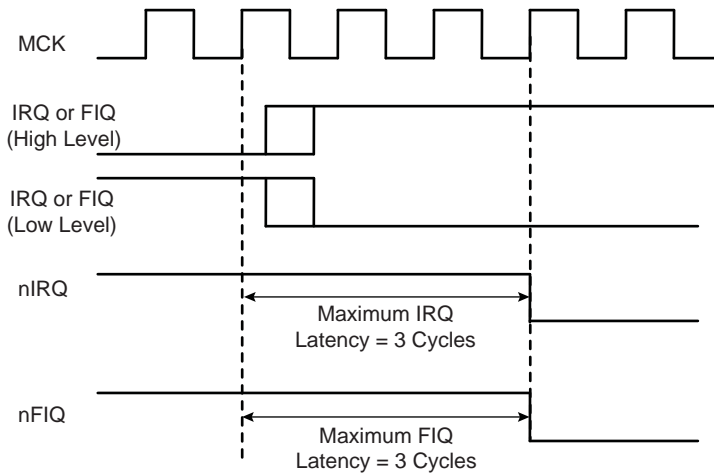 MCK
IRQ or FIQ
(High Level)
IRQ or FIQ
(Low Level)
nIRQ
Maximum IRQ
Latency = 3 Cycles
nFIQ
Maximum FIQ
Latency = 3 Cycles